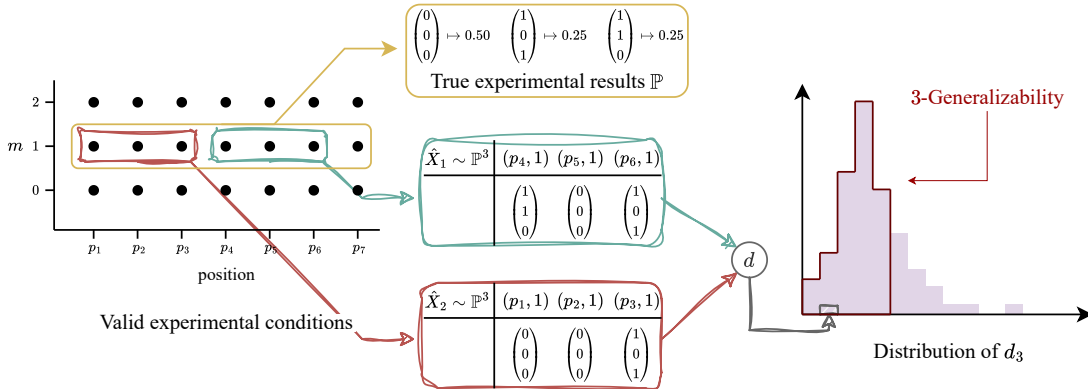 (0 0 0) ↦ 0.50 (1 0 1) ↦ 0.25 (1 1 0) ↦ 0.25
True experimental results ℙ
2
m 1
0
p₁ p₂ p₃ p₄ p₅ p₆ p₇
position
Valid experimental conditions
X̂₁ ∼ ℙ³ (p₄, 1) (p₅, 1) (p₆, 1)
(1 1 0) (0 0 0) (1 0 1)
X̂₂ ∼ ℙ³ (p₁, 1) (p₂, 1) (p₃, 1)
(0 0 0) (0 0 0) (1 0 1)
d
3-Generalizability
Distribution of d₃